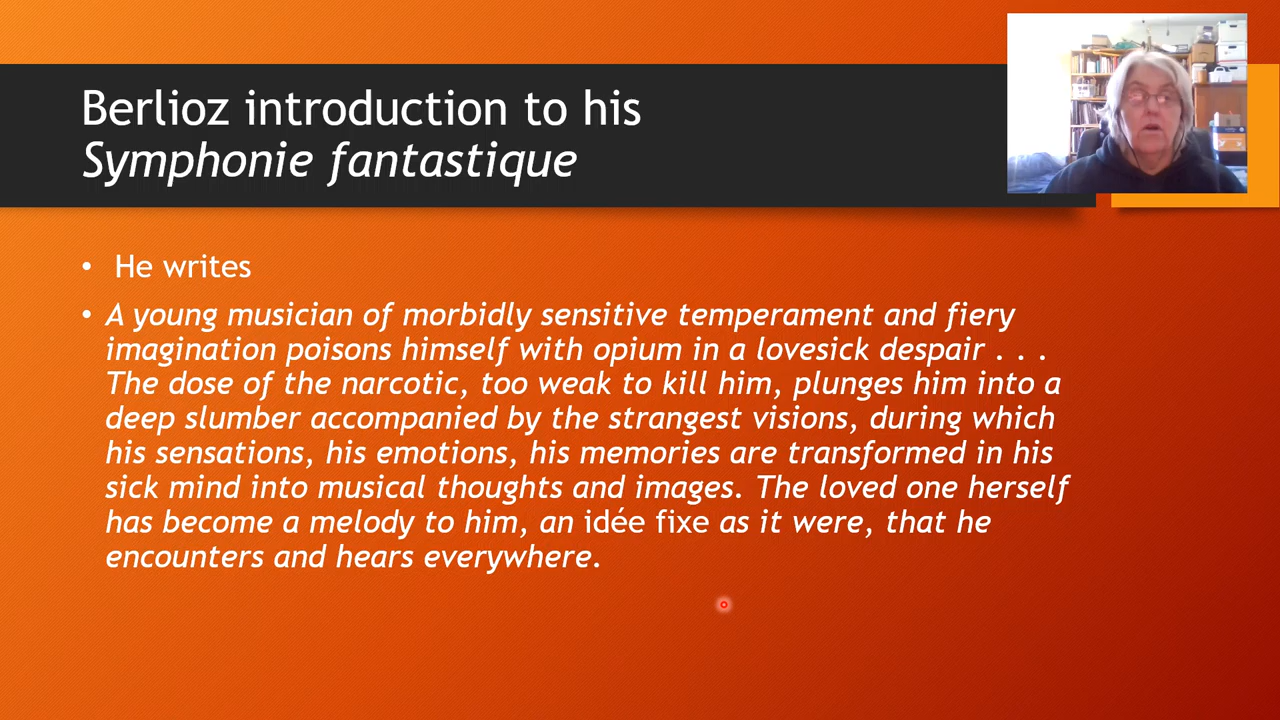 Berlioz introduction to his
Symphonie fantastique
• He writes
• A young musician of morbidly sensitive temperament and fiery
imagination poisons himself with opium in a lovesick despair . . .
The dose of the narcotic, too weak to kill him, plunges him into a
deep slumber accompanied by the strangest visions, during which
his sensations, his emotions, his memories are transformed in his
sick mind into musical thoughts and images. The loved one herself
has become a melody to him, an idée fixe as it were, that he
encounters and hears everywhere.